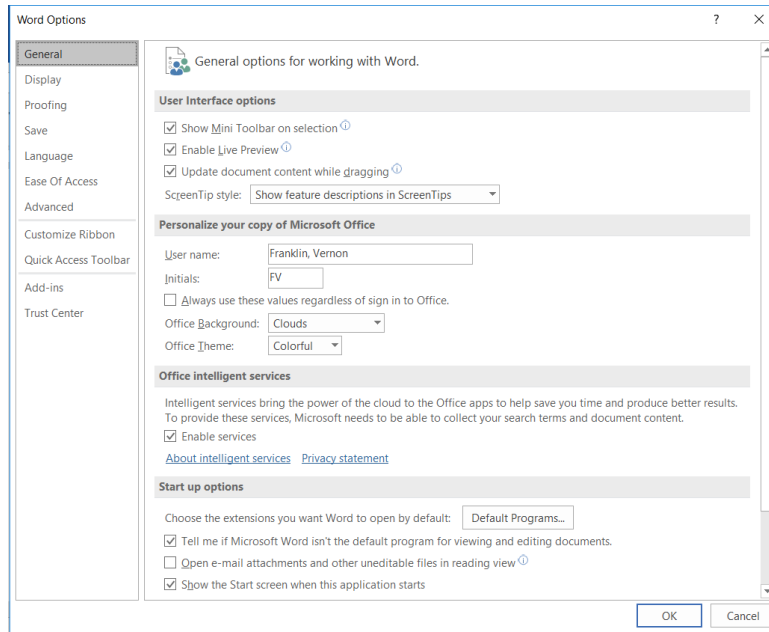 Word Options
?
General
Display
Proofing
Save
Language
Ease Of Access
Advanced
Customize Ribbon
Quick Access Toolbar
Add-ins
Trust Center
General options for working with Word.
User Interface options
Show Mini Toolbar on selection
Enable Live Preview
Update document content while dragging
ScreenTip style: Show feature descriptions in ScreenTips
Personalize your copy of Microsoft Office
User name: Franklin, Vernon
Initials: FV
Always use these values regardless of sign in to Office.
Office Background: Clouds
Office Theme: Colorful
Office intelligent services
Intelligent services bring the power of the cloud to the Office apps to help save you time and produce better results.
To provide these services, Microsoft needs to be able to collect your search terms and document content.
Enable services
About intelligent services Privacy statement
Start up options
Choose the extensions you want Word to open by default: Default Programs...
Tell me if Microsoft Word isn't the default program for viewing and editing documents.
Open e-mail attachments and other uneditable files in reading view
Show the Start screen when this application starts
OK Cancel